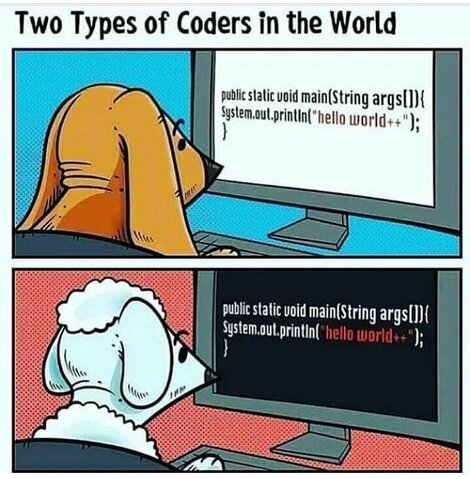 Two Types of Coders in the World
public static void main(String args[]){
System.out.println("hello world++");
}
public static void main(String args[]){
System.out.println("hello world++");
}